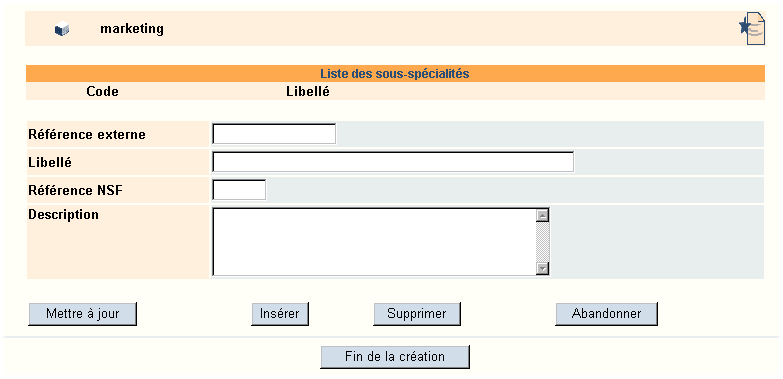 marketing
Liste des sous-spécialités
Code Libellé
Référence externe
Libellé
Référence NSF
Description
Mettre à jour Insérer Supprimer Abandonner
Fin de la création